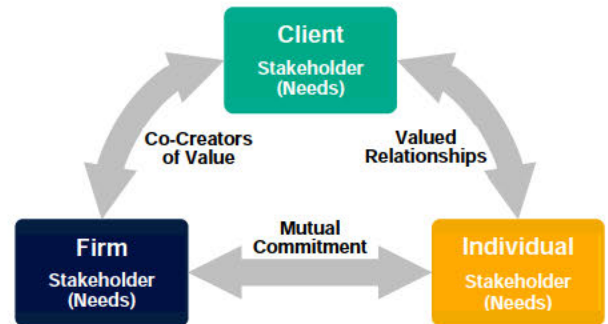 Client
Stakeholder
(Needs)
Co-Creators
of Value
Valued
Relationships
Firm
Stakeholder
(Needs)
Mutual
Commitment
Individual
Stakeholder
(Needs)